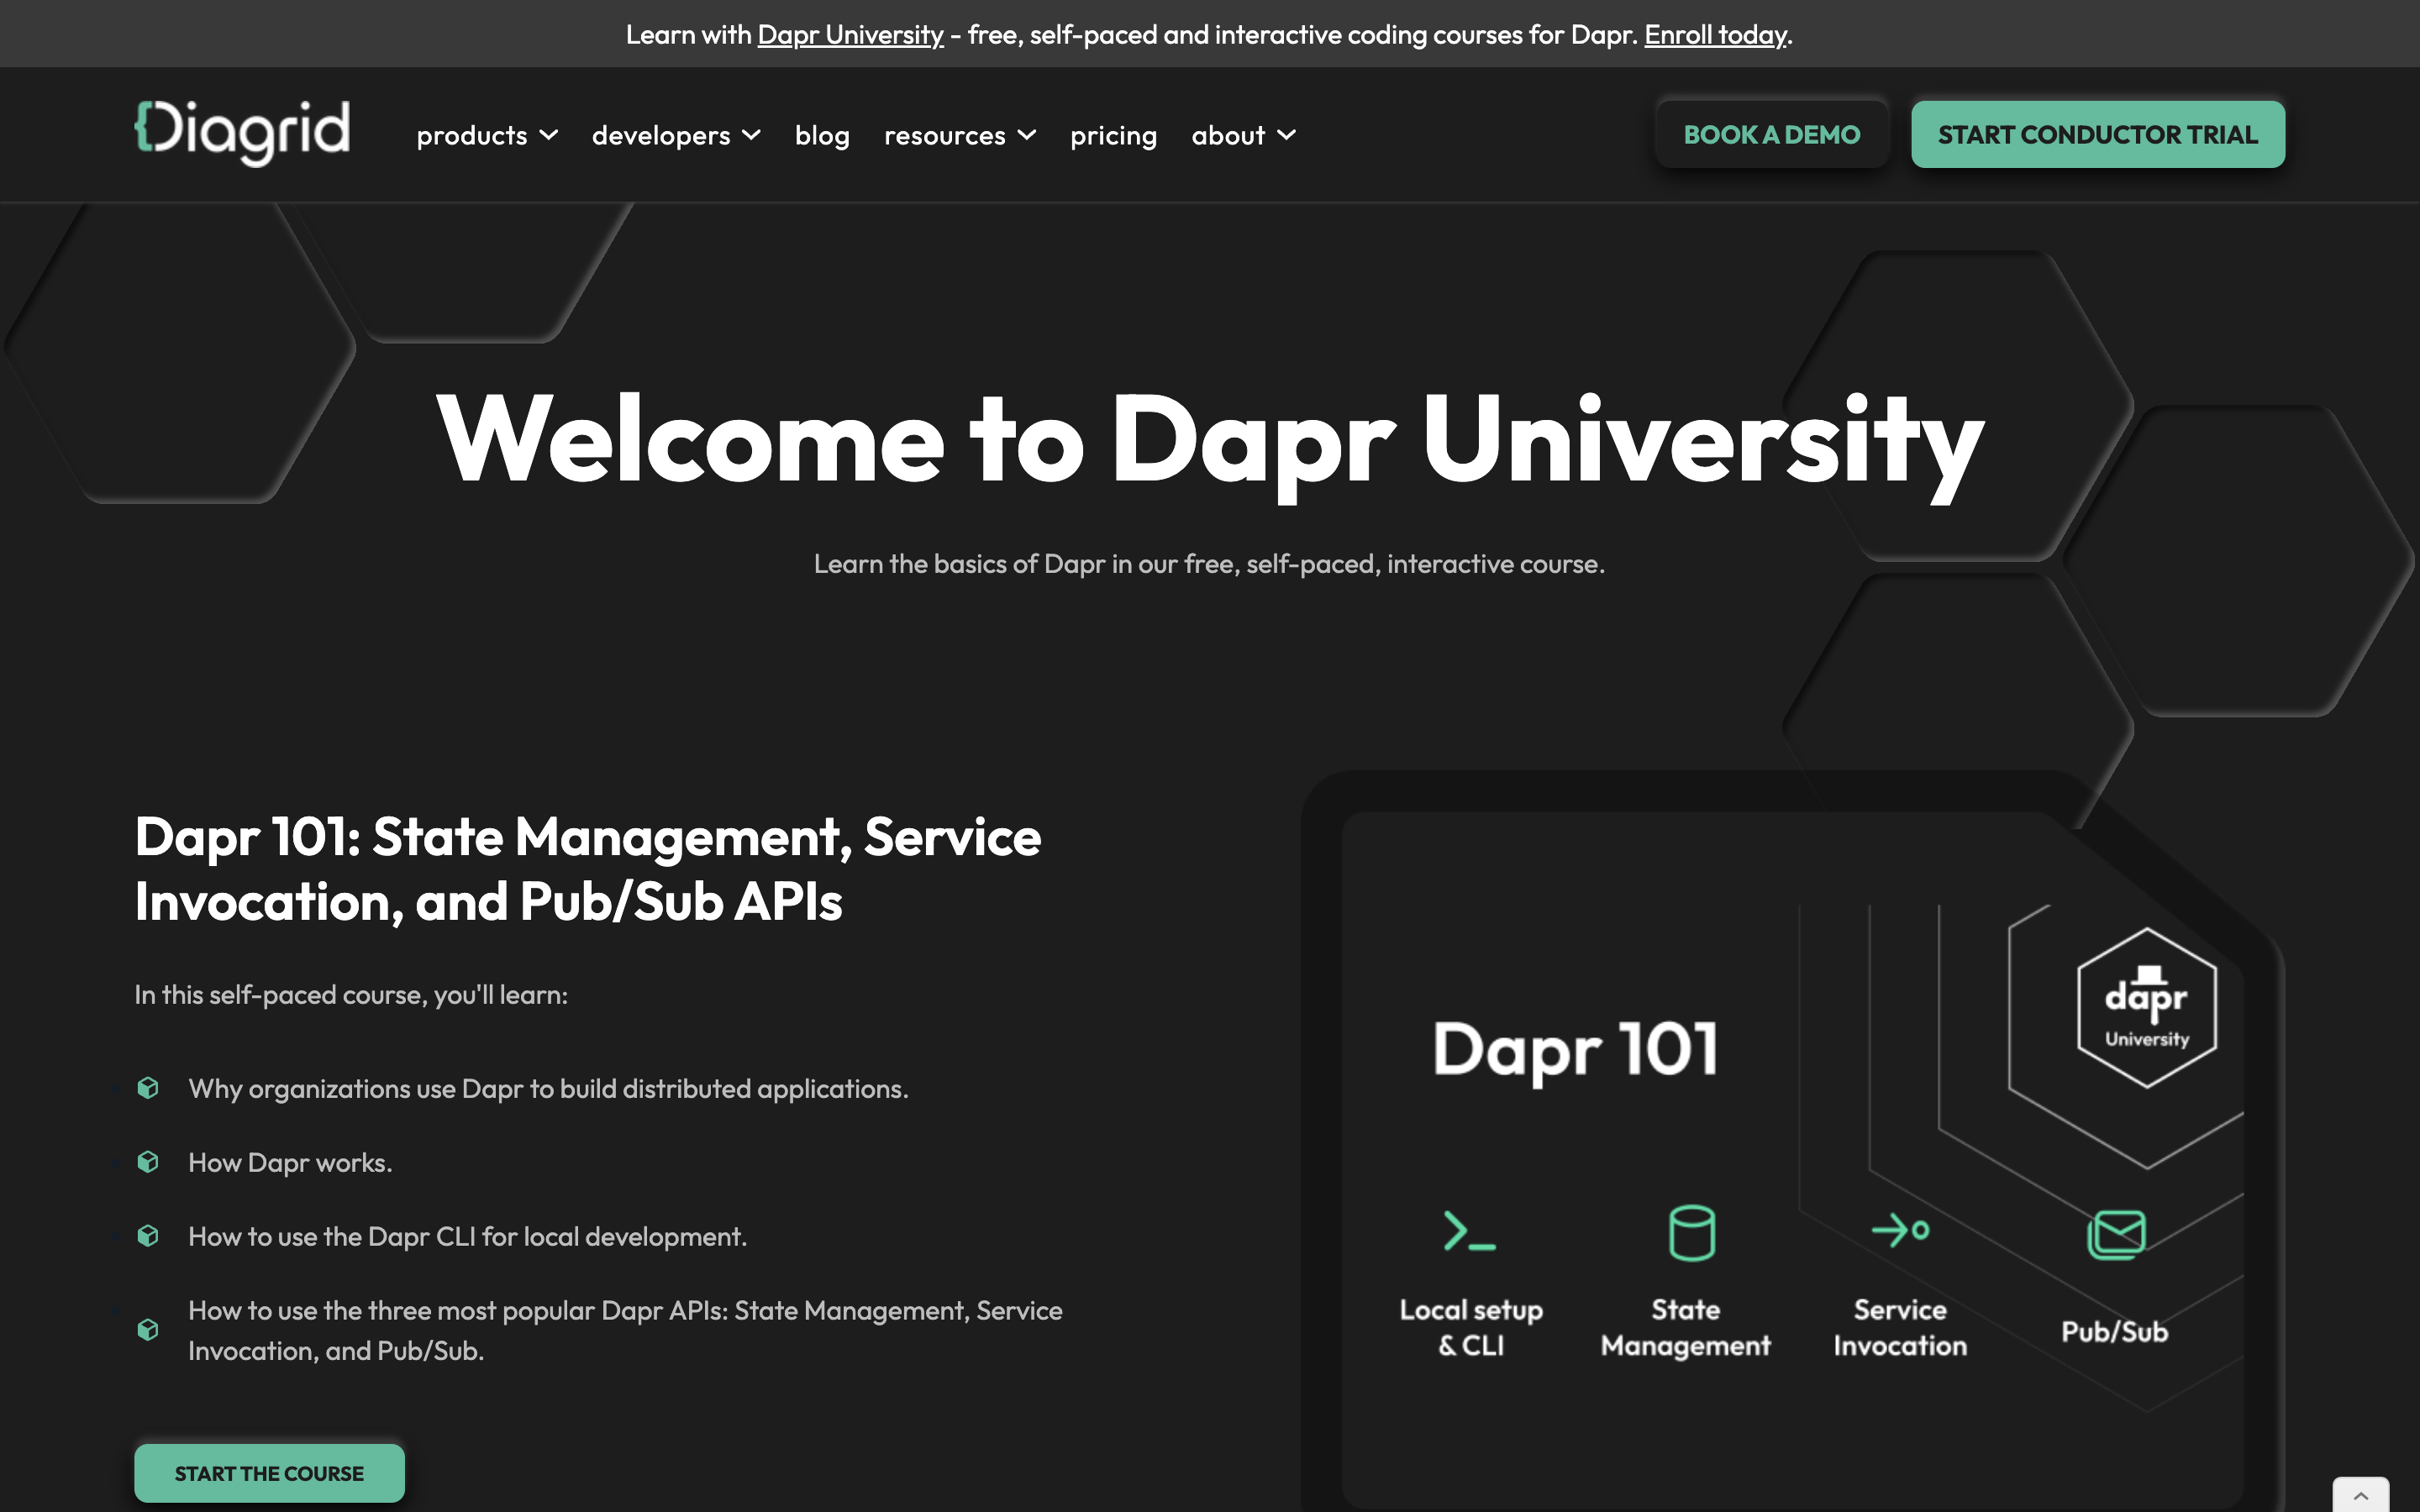 Learn with Dapr University - free, self-paced and interactive coding courses for Dapr. Enroll today.
Diagrid
products
developers
blog
resources
pricing
about
BOOK A DEMO
START CONDUCTOR TRIAL
Welcome to Dapr University
Learn the basics of Dapr in our free, self-paced, interactive course.
Dapr 101: State Management, Service
Invocation, and Pub/Sub APIs
In this self-paced course, you'll learn:
Why organizations use Dapr to build distributed applications.
How Dapr works.
How to use the Dapr CLI for local development.
How to use the three most popular Dapr APIs: State Management, Service
Invocation, and Pub/Sub.
START THE COURSE
dapr
University
Dapr 101
Local setup
& CLI
State
Management
Service
Invocation
Pub/Sub